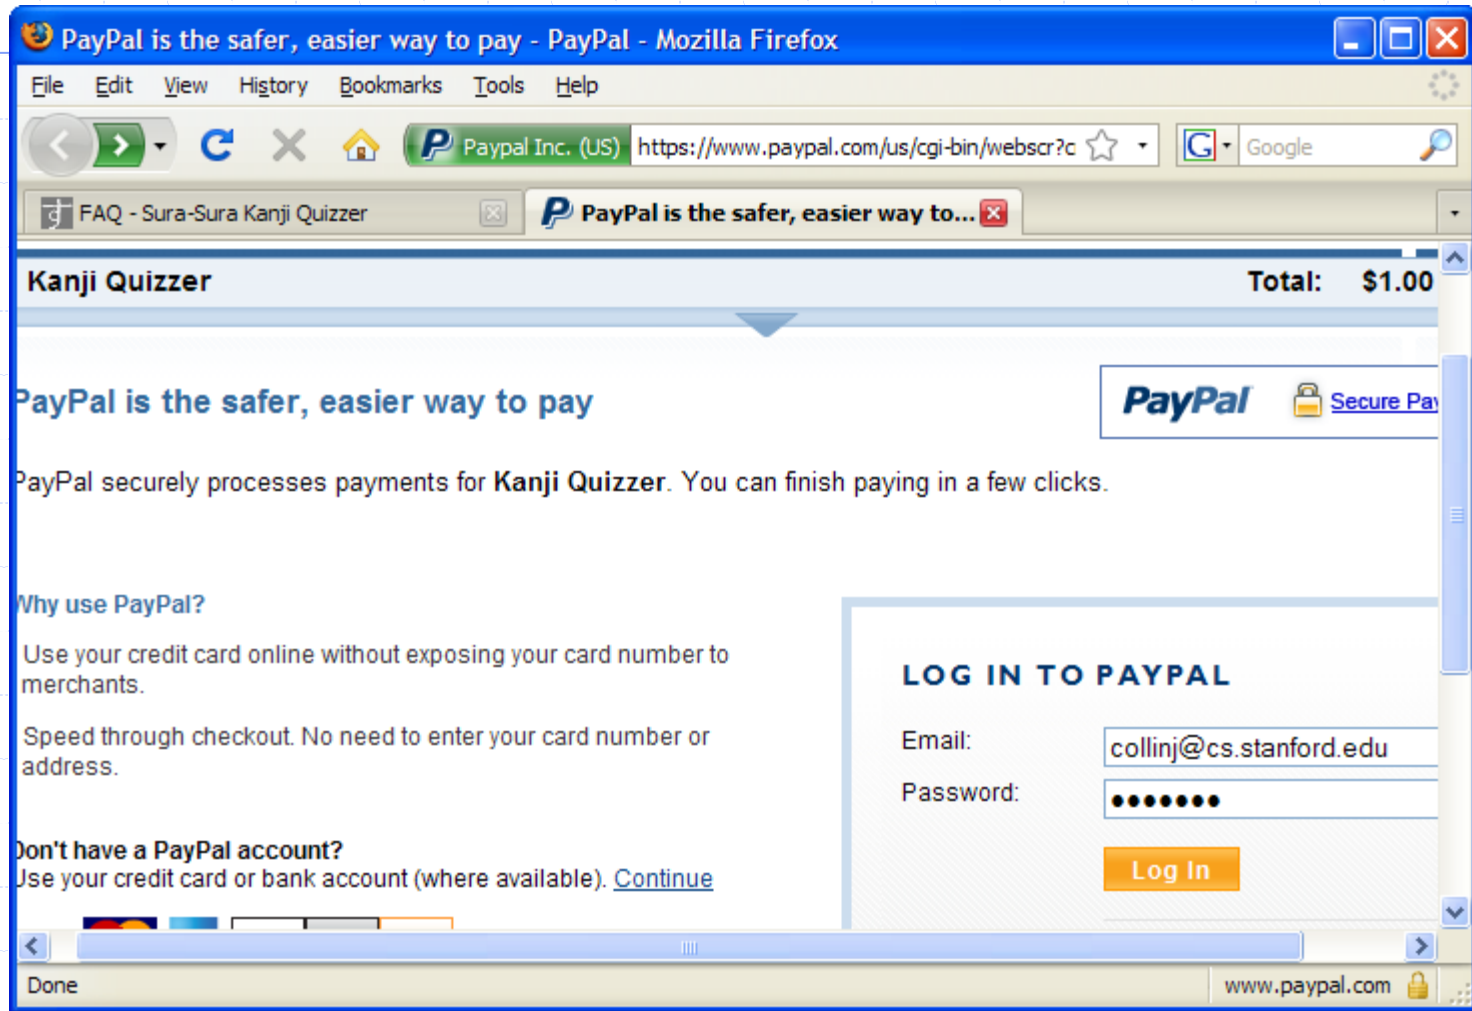 PayPal is the safer, easier way to pay - PayPal - Mozilla Firefox
File Edit View History Bookmarks Tools Help
Paypal Inc. (US) https://www.paypal.com/us/cgi-bin/webscr?c Google
FAQ - Sura-Sura Kanji Quizzer PayPal is the safer, easier way to...
Kanji Quizzer Total: $1.00
PayPal is the safer, easier way to pay
PayPal Secure Pay
PayPal securely processes payments for Kanji Quizzer. You can finish paying in a few clicks.
Why use PayPal?
Use your credit card online without exposing your card number to
merchants.
Speed through checkout. No need to enter your card number or
address.
Don't have a PayPal account?
Use your credit card or bank account (where available). Continue
LOG IN TO PAYPAL
Email: collinj@cs.stanford.edu
Password: •••••••
Log In
Done www.paypal.com